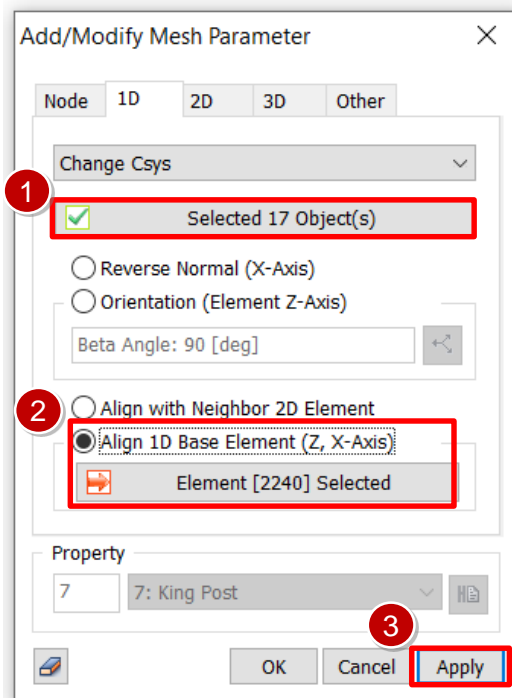 Add/Modify Mesh Parameter
Node 1D 2D 3D Other
Change Csys
1
Selected 17 Object(s)
Reverse Normal (X-Axis)
Orientation (Element Z-Axis)
Beta Angle: 90 [deg]
2
Align with Neighbor 2D Element
Align 1D Base Element (Z, X-Axis)
Element [2240] Selected
Property
7 7: King Post
3
OK Cancel Apply